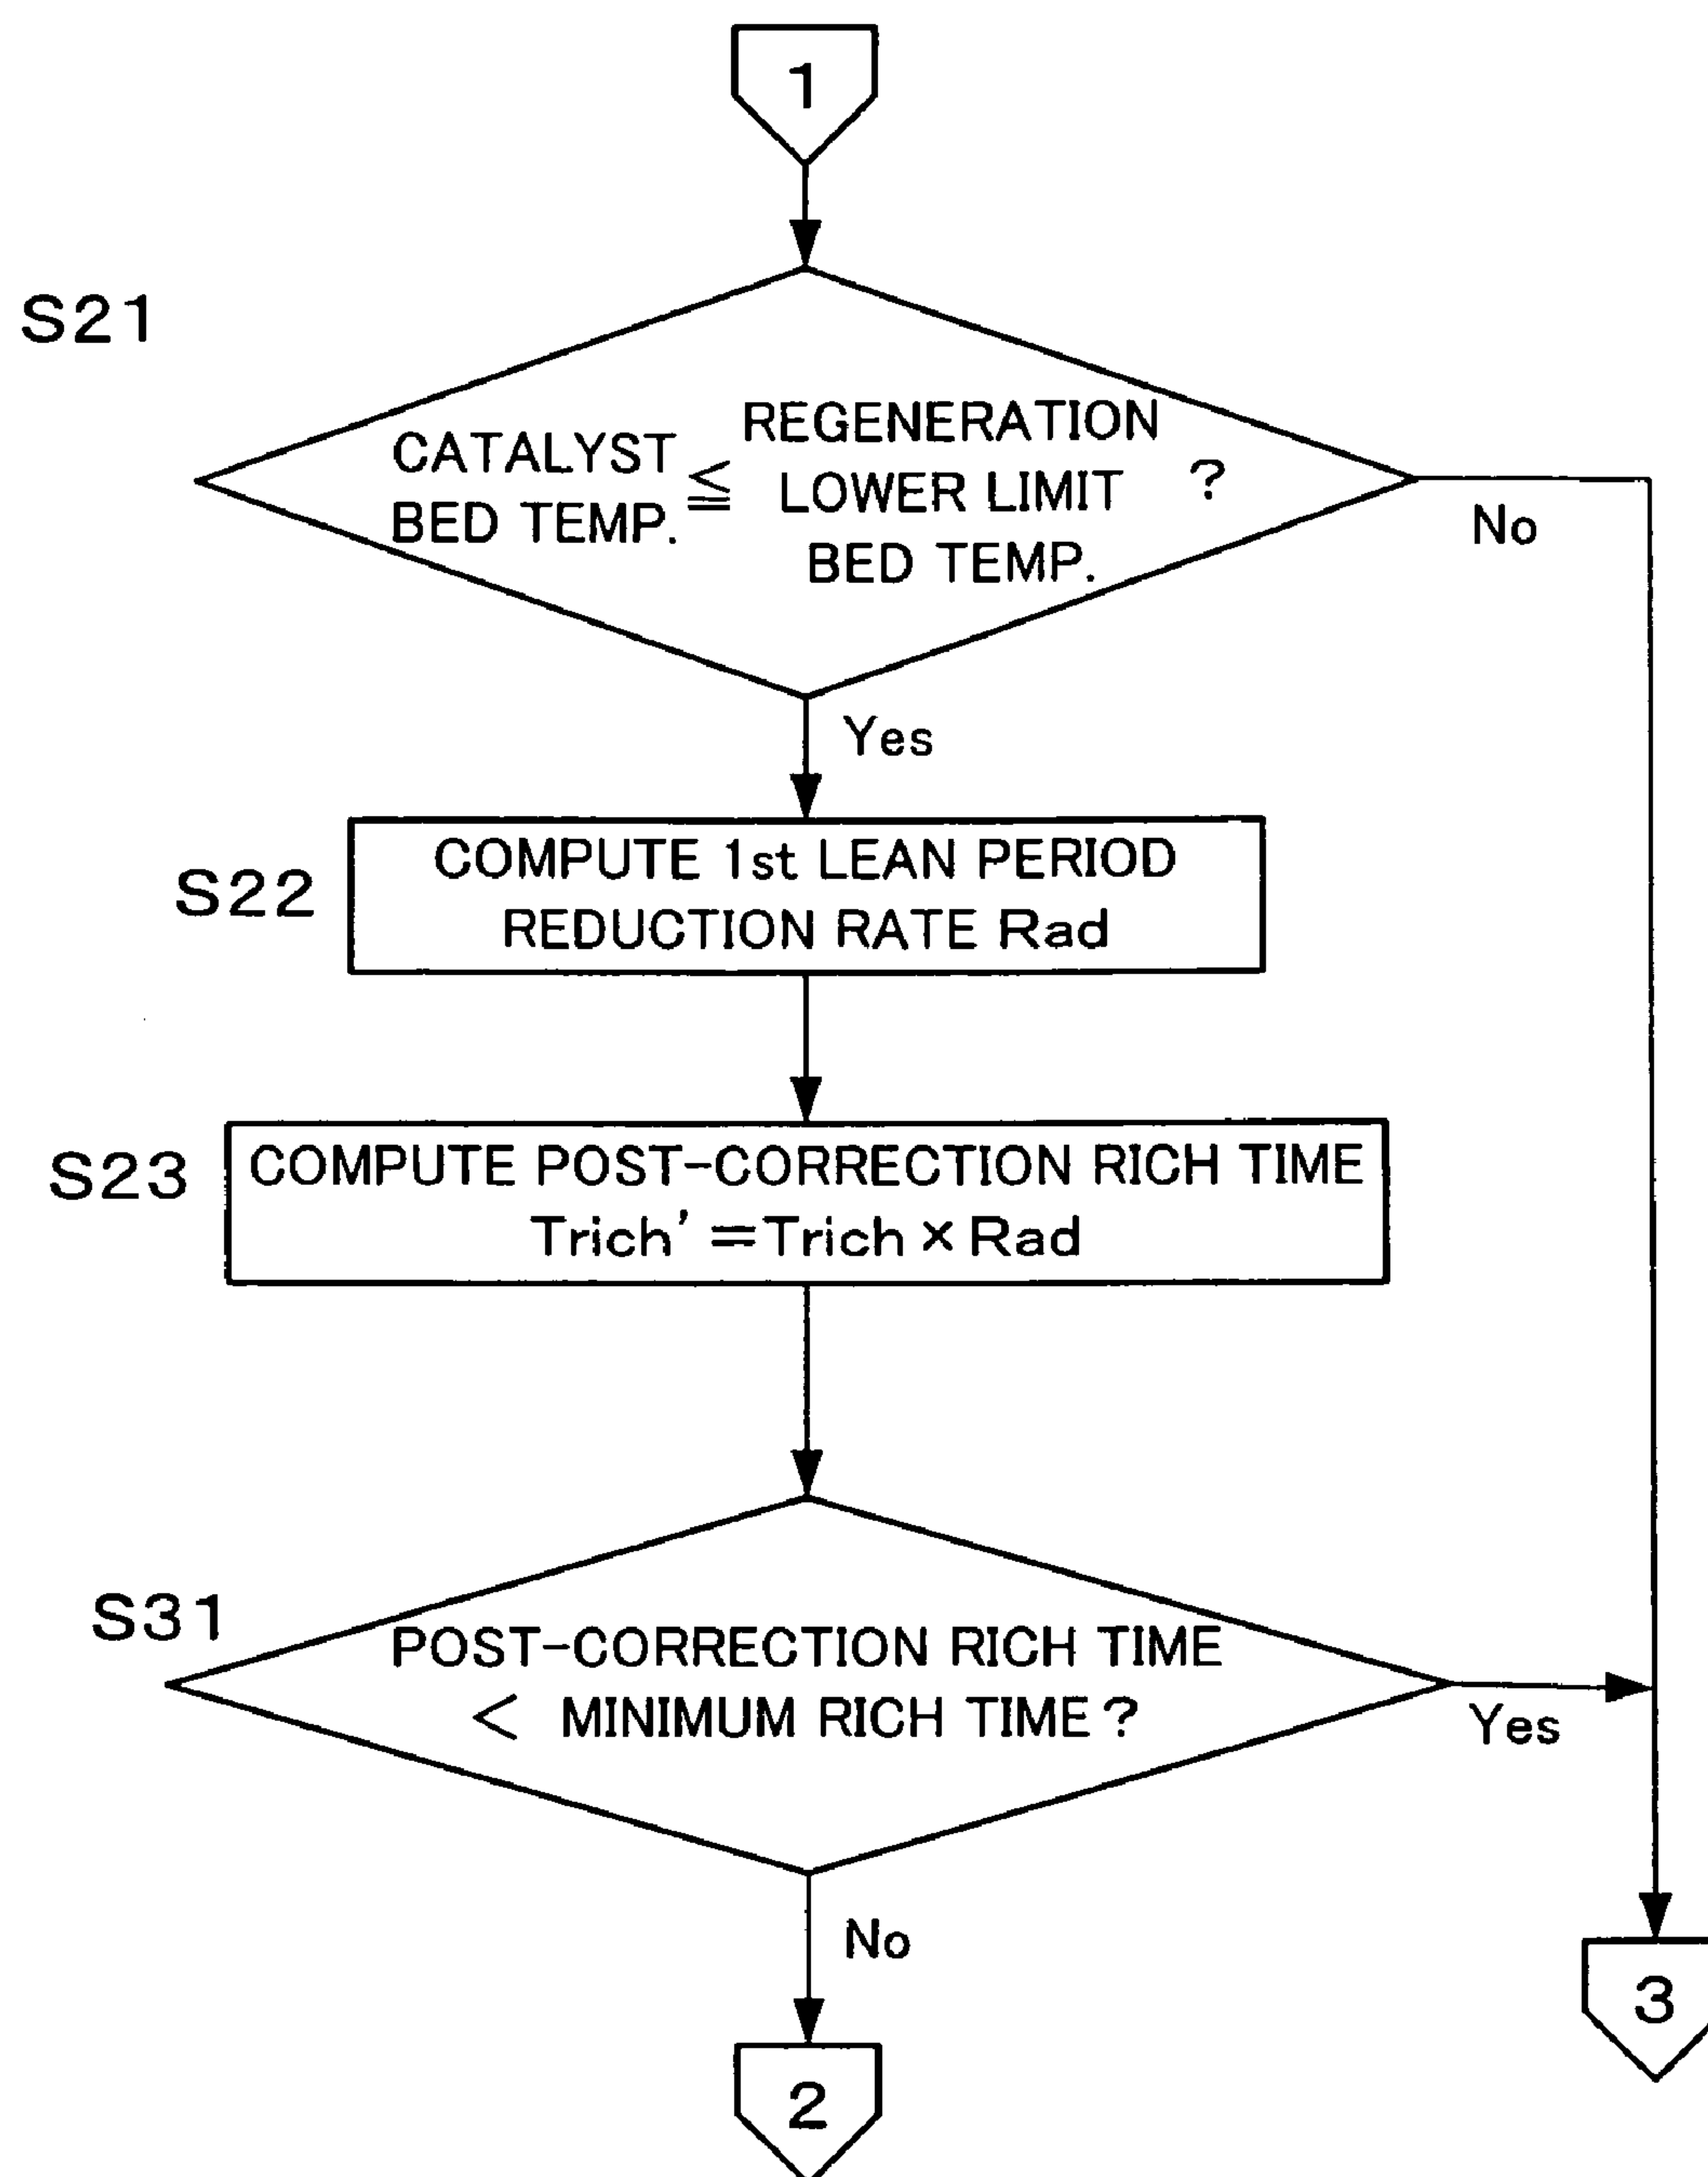 1
S21
CATALYST BED TEMP. ≦ REGENERATION LOWER LIMIT BED TEMP. ?
No
Yes
S22
COMPUTE 1st LEAN PERIOD
REDUCTION RATE Rad
S23
COMPUTE POST-CORRECTION RICH TIME
Trich' = Trich × Rad
S31
POST-CORRECTION RICH TIME
< MINIMUM RICH TIME ?
Yes
No
3
2